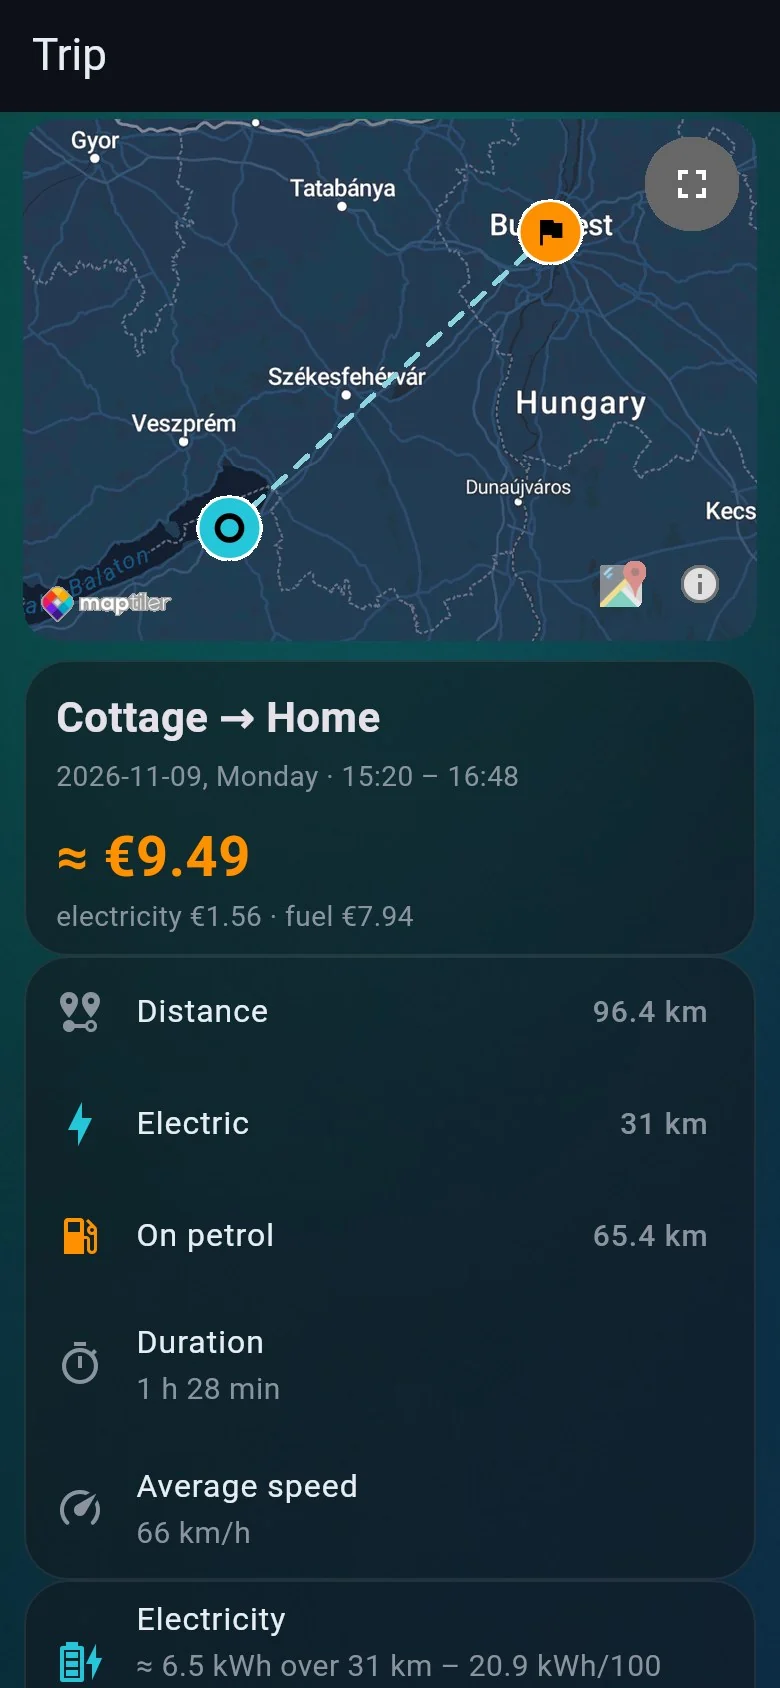 Trip
Gyor
Tatabánya
Székesfehérvár
Hungary
Veszprém
Dunaújváros
Kecs
Balaton
maptiler
Cottage → Home
2026-11-09, Monday · 15:20 – 16:48
≈ €9.49
electricity €1.56 · fuel €7.94
Distance 96.4 km
Electric 31 km
On petrol 65.4 km
Duration
1 h 28 min
Average speed
66 km/h
Electricity
≈ 6.5 kWh over 31 km – 20.9 kWh/100